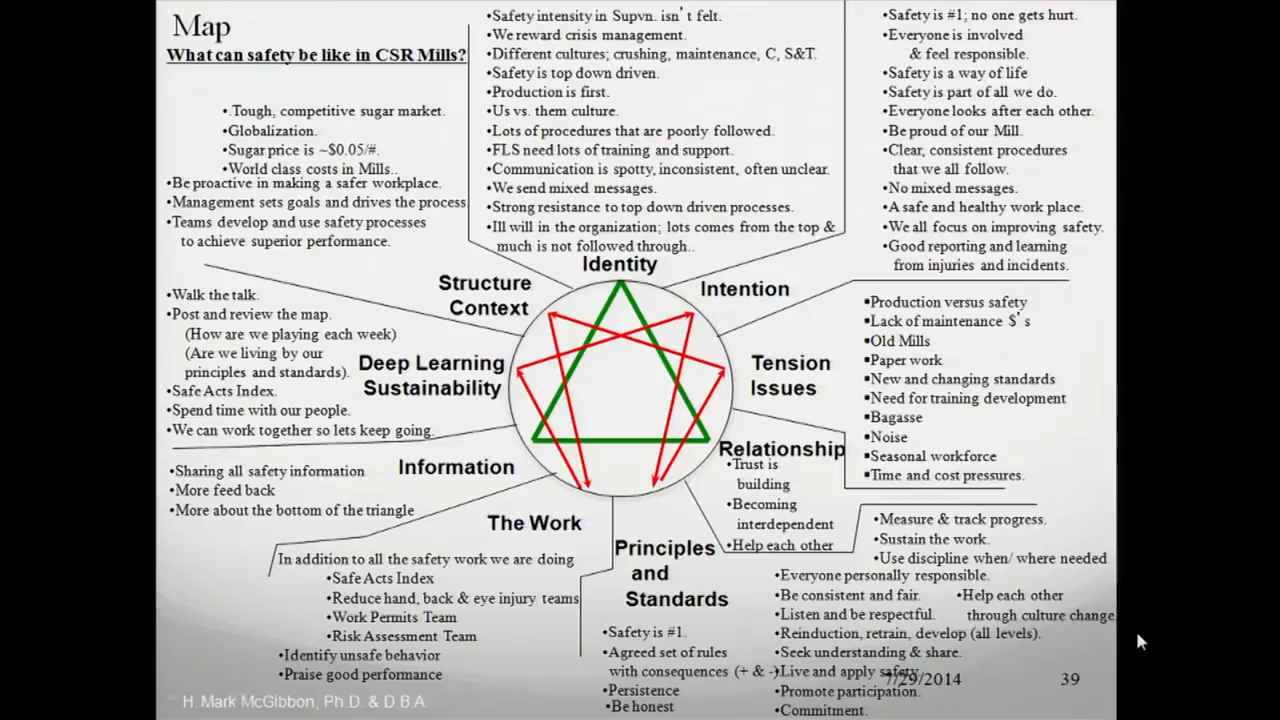 Map
What can safety be like in CSR Mills?
•.Tough, competitive sugar market.
•Globalization.
•Sugar price is ~$0.05/#.
•World class costs in Mills..
•Be proactive in making a safer workplace.
•Management sets goals and drives the process.
•Teams develop and use safety processes
to achieve superior performance.
•Safety intensity in Supvn. isn't felt.
•We reward crisis management.
•Different cultures; crushing, maintenance, C, S&T.
•Safety is top down driven.
•Production is first.
•Us vs. them culture.
•Lots of procedures that are poorly followed.
•FLS need lots of training and support.
•Communication is spotty, inconsistent, often unclear.
•We send mixed messages.
•Strong resistance to top down driven processes.
•Ill will in the organization; lots comes from the top &
much is not followed through..
•Safety is #1; no one gets hurt.
•Everyone is involved
& feel responsible.
•Safety is a way of life
•Safety is part of all we do.
•Everyone looks after each other.
•Be proud of our Mill.
•Clear, consistent procedures
that we all follow.
•No mixed messages.
•A safe and healthy work place.
•We all focus on improving safety.
•Good reporting and learning
from injuries and incidents.
Identity
Structure
Context
Intention
Deep Learning
Sustainability
Tension
Issues
Information
Relationship
The Work
Principles
and
Standards
•Walk the talk.
•Post and review the map.
(How are we playing each week)
(Are we living by our
principles and standards).
•Safe Acts Index.
•Spend time with our people.
•We can work together so lets keep going.
▪Production versus safety
▪Lack of maintenance $'s
▪Old Mills
▪Paper work
▪New and changing standards
▪Need for training development
▪Bagasse
▪Noise
▪Seasonal workforce
▪Time and cost pressures.
•Trust is
building
•Becoming
interdependent
•Help each other
•Sharing all safety information
•More feed back
•More about the bottom of the triangle
In addition to all the safety work we are doing
•Safe Acts Index
•Reduce hand, back & eye injury teams
•Work Permits Team
•Risk Assessment Team
•Identify unsafe behavior
•Praise good performance
•Safety is #1.
•Agreed set of rules
with consequences (+ & -)
•Persistence
•Be honest
•Measure & track progress.
•Sustain the work.
•Use discipline when/ where needed
•Everyone personally responsible.
•Be consistent and fair.
•Listen and be respectful.
•Help each other
through culture change.
•Reinduction, retrain, develop (all levels).
•Seek understanding & share.
•Live and apply safety.
•Promote participation.
•Commitment.
H. Mark McGibbon, Ph.D. & D.B.A.
7/29/2014
39